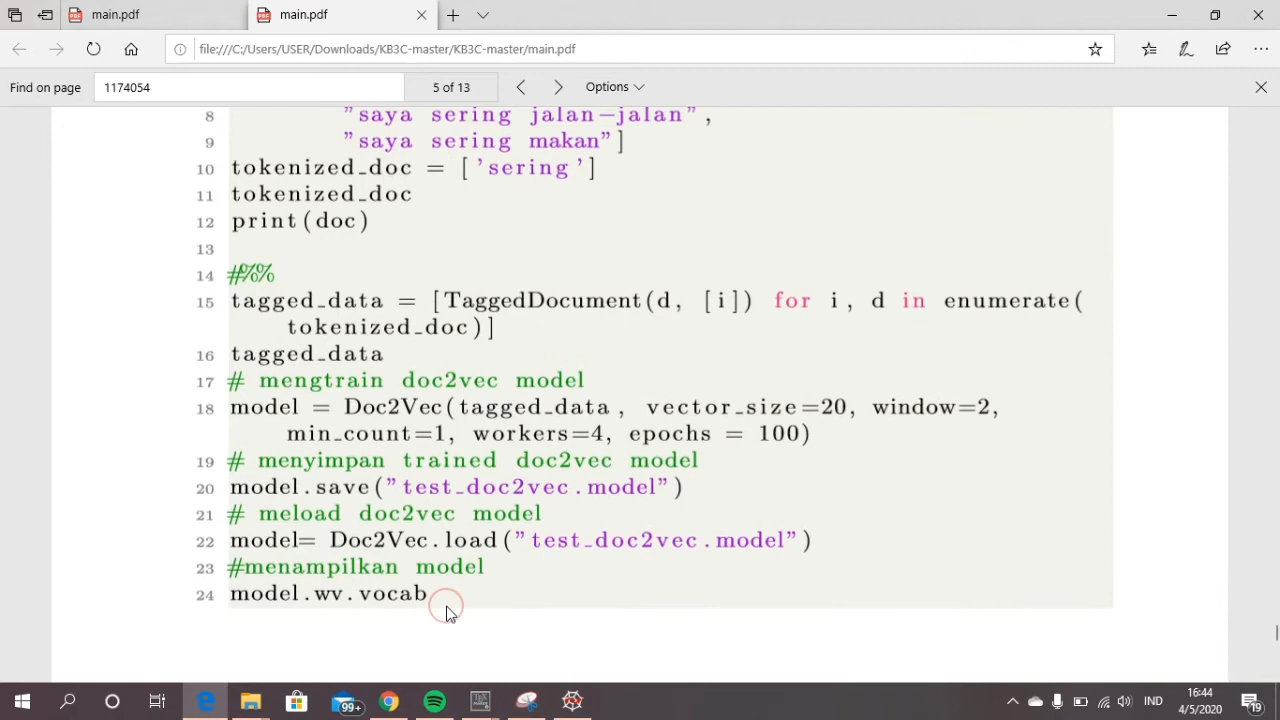 main.pdf
main.pdf
file:///C:/Users/USER/Downloads/KB3C-master/KB3C-master/main.pdf
Find on page
1174054
5 of 13
Options
8 "saya sering jalan-jalan",
9 "saya sering makan"]
10 tokenized_doc = ['sering']
11 tokenized_doc
12 print(doc)
13
14 #%%
15 tagged_data = [TaggedDocument(d, [i]) for i, d in enumerate(
tokenized_doc)]
16 tagged_data
17 # mengtrain doc2vec model
18 model = Doc2Vec(tagged_data, vector_size=20, window=2,
min_count=1, workers=4, epochs = 100)
19 # menyimpan trained doc2vec model
20 model.save("test_doc2vec.model")
21 # meload doc2vec model
22 model= Doc2Vec.load("test_doc2vec.model")
23 #menampilkan model
24 model.wv.vocab
99+
IND
16:44
4/5/2020
19